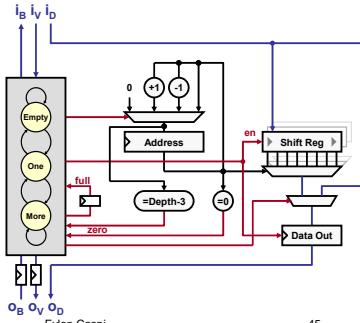 iB iV iD
0 +1 -1
Empty
en
Address
Shift Reg
One
full
More
=Depth-3
=0
zero
Data Out
oB oV oD
45